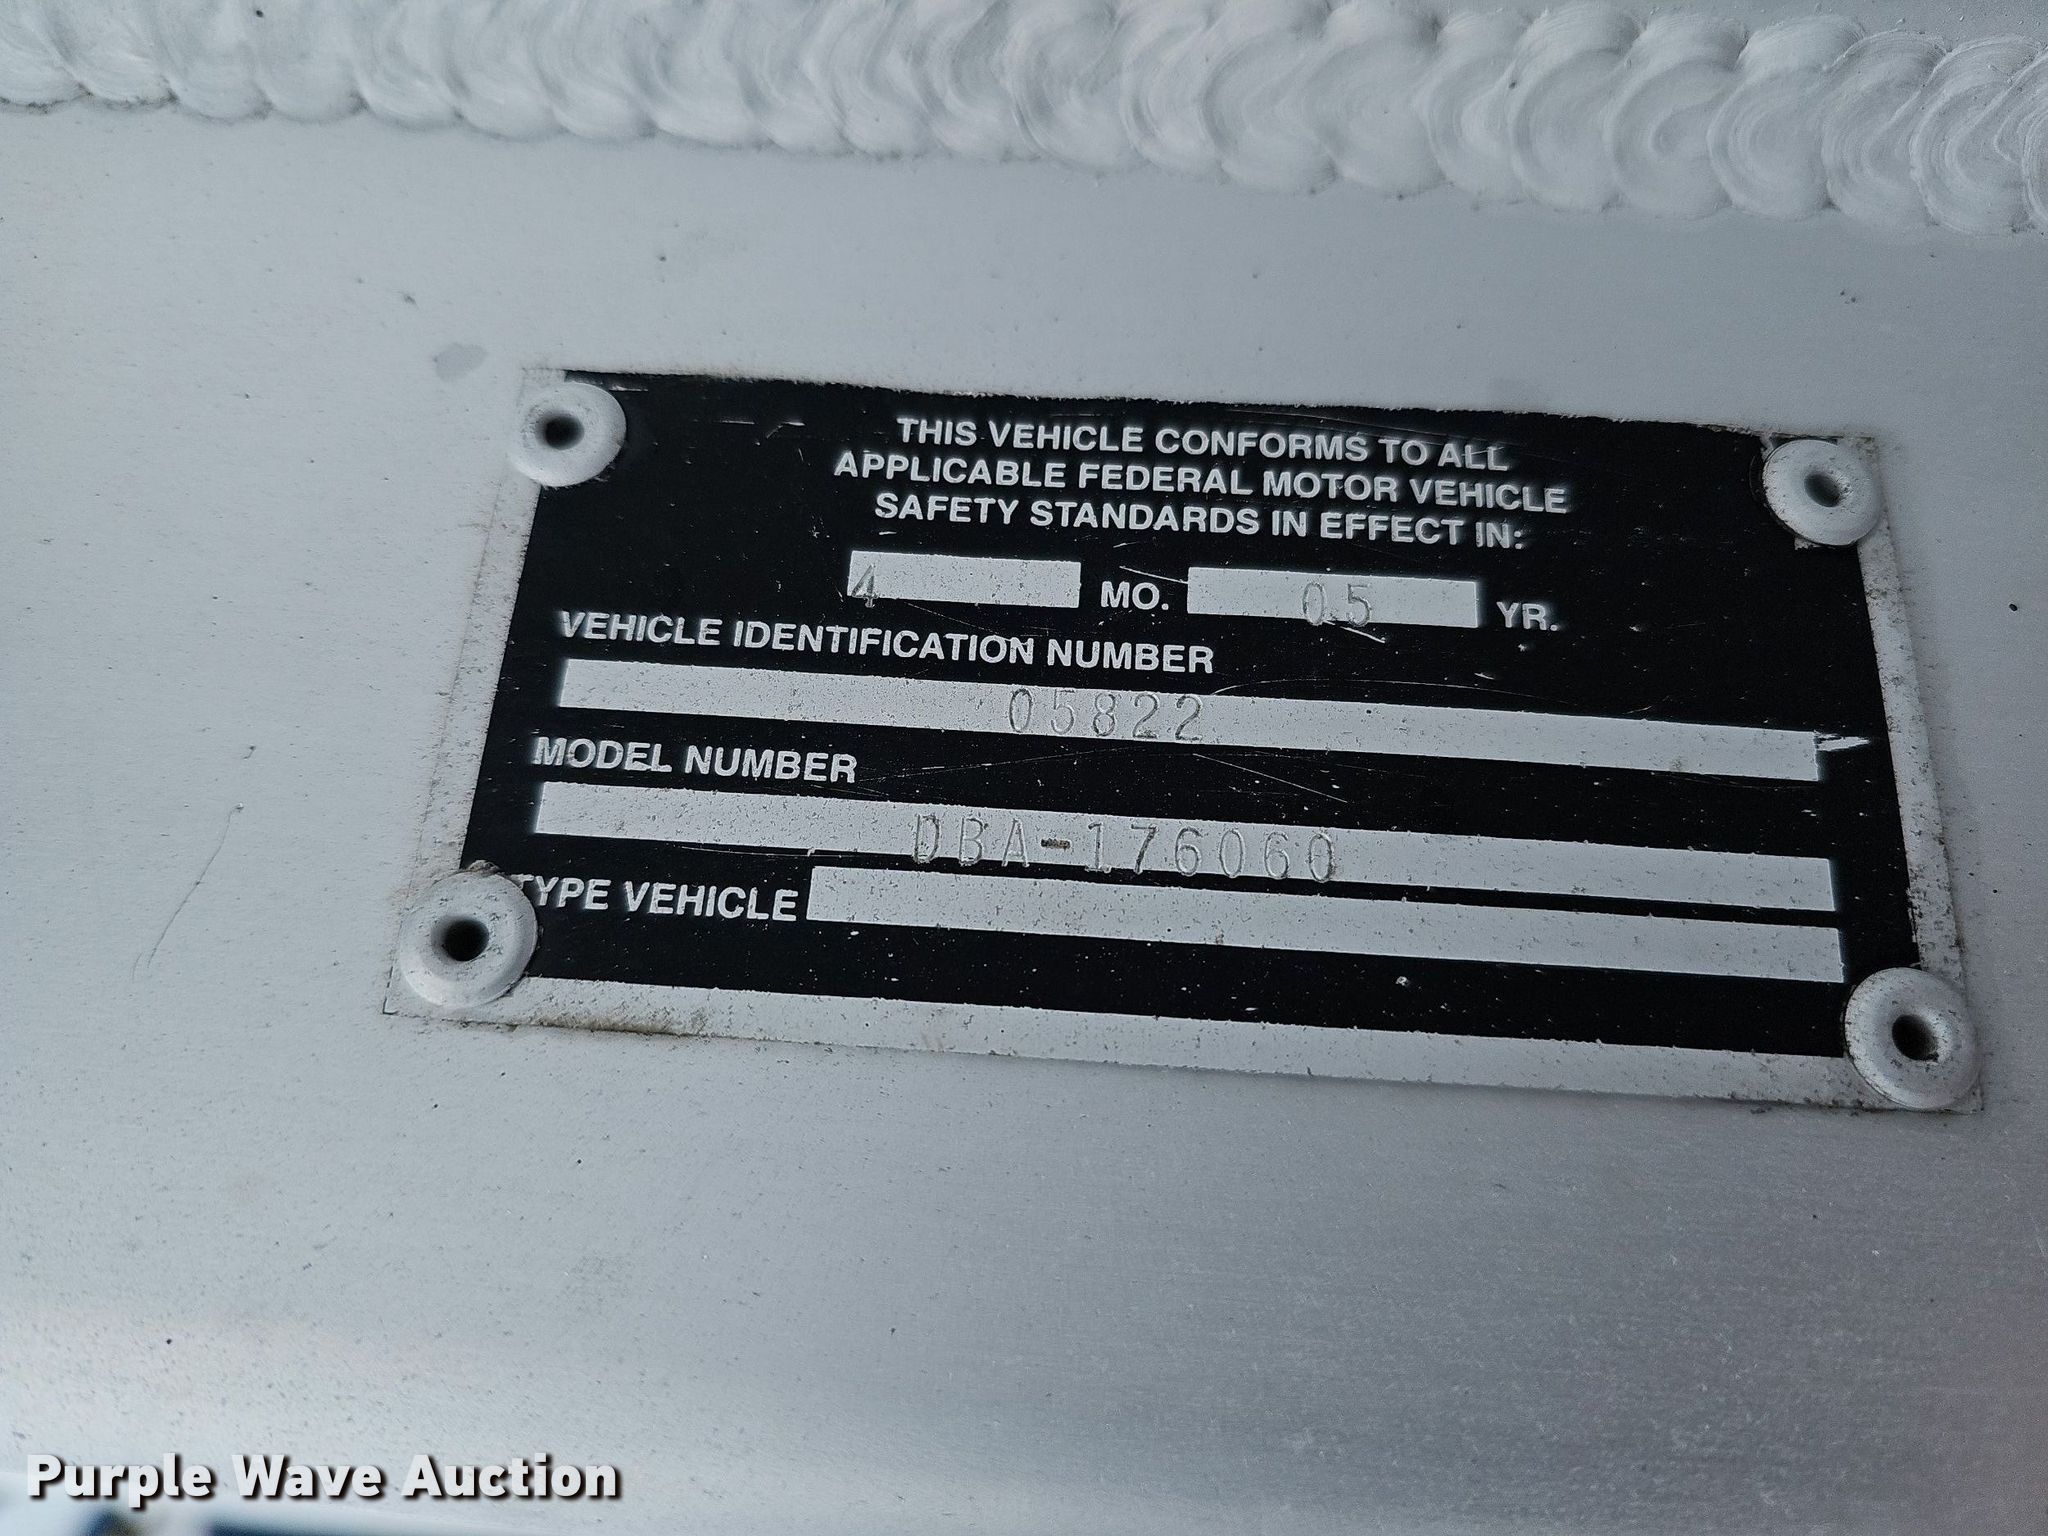 THIS VEHICLE CONFORMS TO ALL
APPLICABLE FEDERAL MOTOR VEHICLE
SAFETY STANDARDS IN EFFECT IN:
4 MO. 05 YR.
VEHICLE IDENTIFICATION NUMBER
05822
MODEL NUMBER
DBA-176060
TYPE VEHICLE
Purple Wave Auction